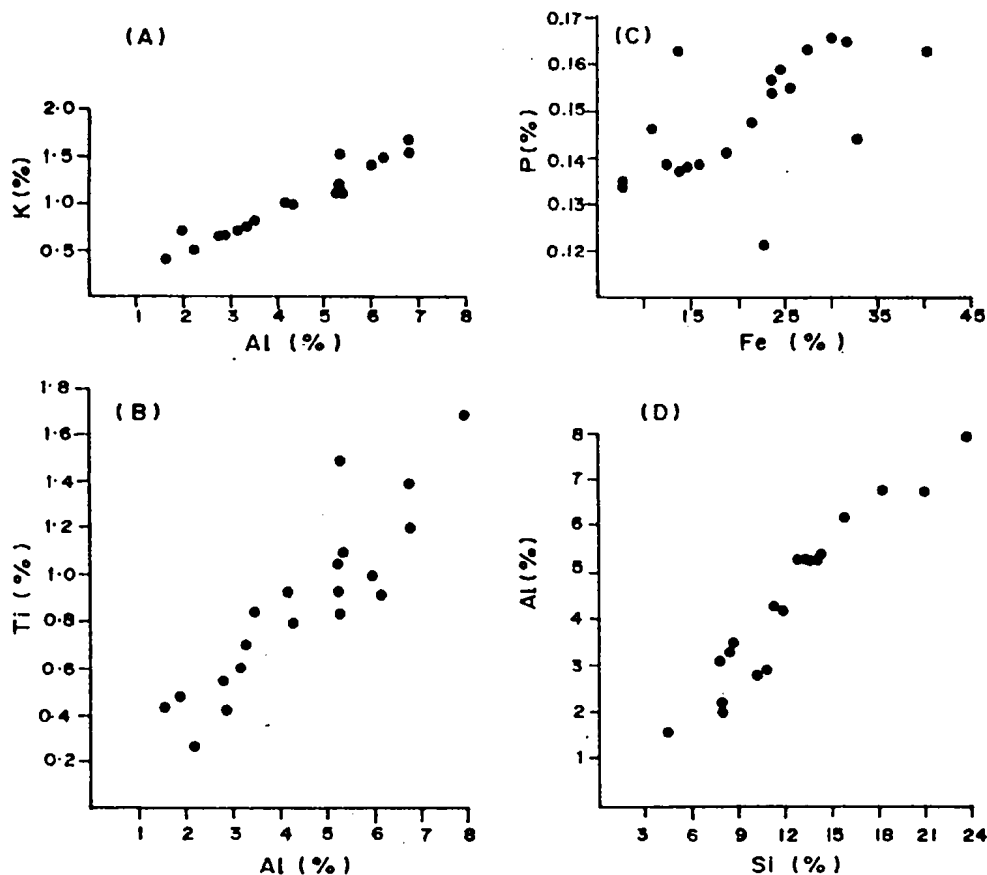 (A)
K (%)
2.0
1.5
1.0
0.5
1 2 3 4 5 6 7 8
Al (%)
(C)
P (%)
0.17
0.16
0.15
0.14
0.13
0.12
15 25 35 45
Fe (%)
(B)
Ti (%)
1.8
1.6
1.4
1.2
1.0
0.8
0.6
0.4
0.2
1 2 3 4 5 6 7 8
Al (%)
(D)
Al (%)
8
7
6
5
4
3
2
1
3 6 9 12 15 18 21 24
Si (%)